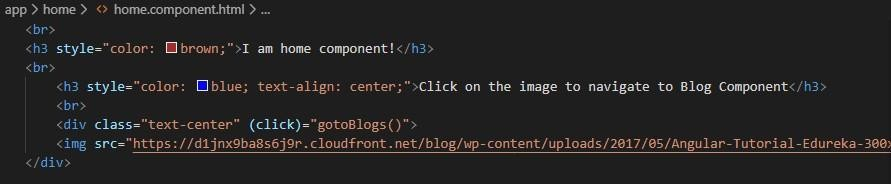 app > home > <> home.component.html > ...
<br>
<h3 style="color: brown;">I am home component!</h3>
<br>
<h3 style="color: blue; text-align: center;">Click on the image to navigate to Blog Component</h3>
<br>
<div class="text-center" (click)="gotoBlogs()">
<img src="https://d1jnx9ba8s6j9r.cloudfront.net/blog/wp-content/uploads/2017/05/Angular-Tutorial-Edureka-300x
</div>